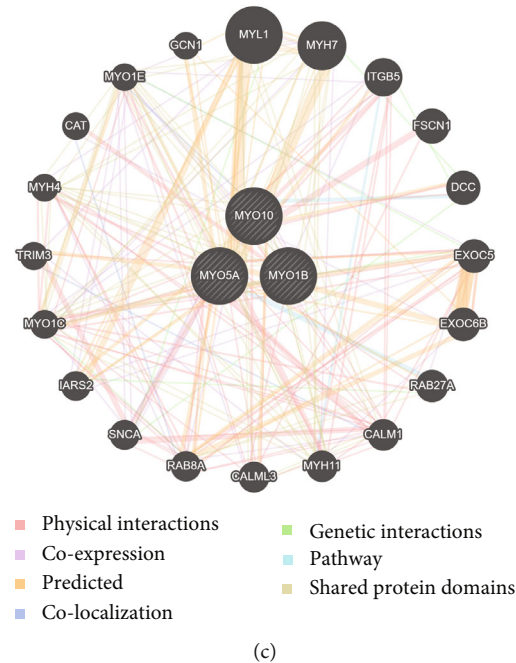 MYL1
MYH7
GCN1
ITGB5
MYO1E
FSCN1
CAT
DCC
MYH4
MYO10
TRIM3
EXOC5
MYO5A
MYO1B
MYO1C
EXOC6B
IARS2
RAB27A
SNCA
CALM1
RAB8A
MYH11
CALML3
Physical interactions
Co-expression
Predicted
Co-localization
Genetic interactions
Pathway
Shared protein domains
(c)